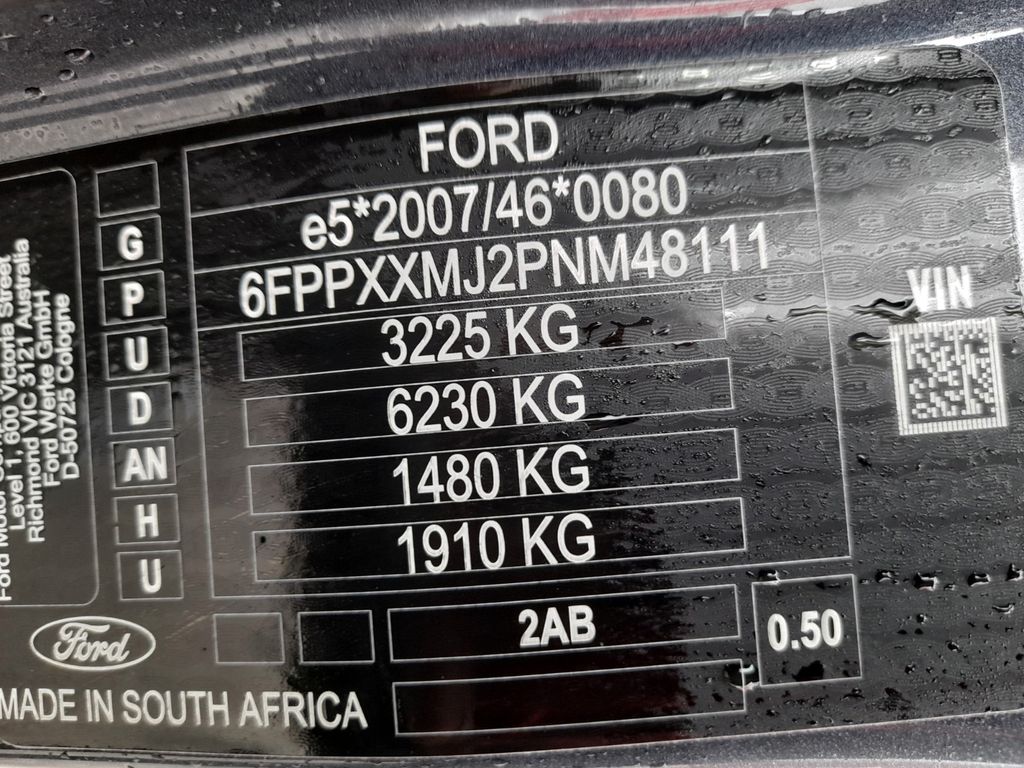 FORD
e5*2007/46*0080
6FPPXXMJ2PNM48111
3225 KG
6230 KG
1480 KG
1910 KG
G
P
U
D
AN
H
U
VIN
2AB
0.50
Ford
MADE IN SOUTH AFRICA
Ford Motor
Level 1, 600 Victoria Street
Richmond VIC 3121 Australia
Ford Werke GmbH
D-50725 Cologne